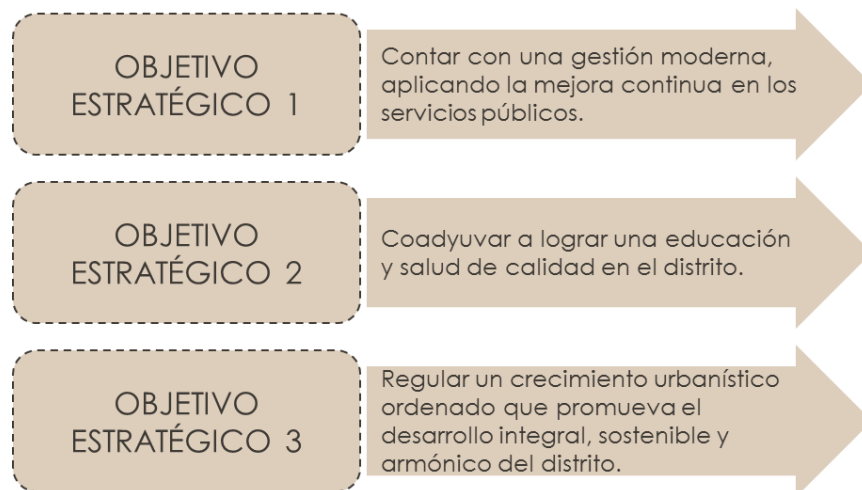 OBJETIVO
ESTRATÉGICO 1
Contar con una gestión moderna,
aplicando la mejora continua en los
servicios públicos.
OBJETIVO
ESTRATÉGICO 2
Coadyuvar a lograr una educación
y salud de calidad en el distrito.
OBJETIVO
ESTRATÉGICO 3
Regular un crecimiento urbanístico
ordenado que promueva el
desarrollo integral, sostenible y
armónico del distrito.